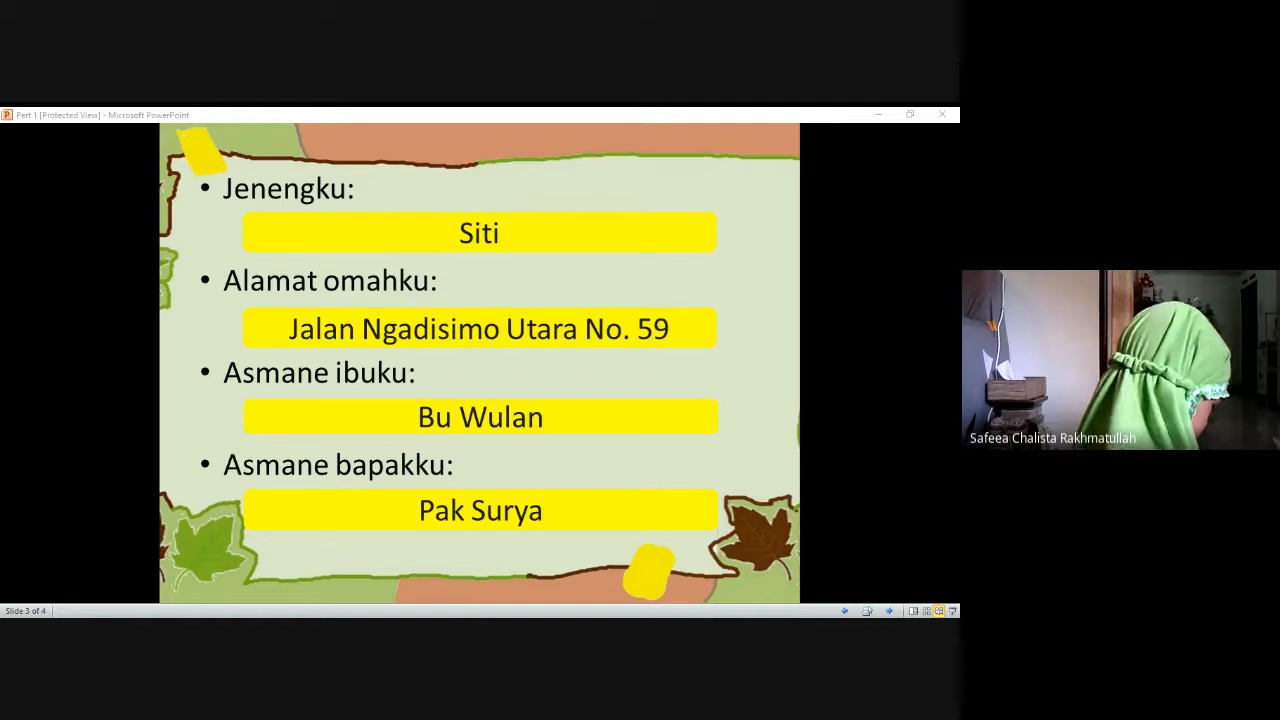 Part 1 [Protected View] - Microsoft PowerPoint
• Jenengku:
Siti
• Alamat omahku:
Jalan Ngadisimo Utara No. 59
• Asmane ibuku:
Bu Wulan
• Asmane bapakku:
Pak Surya
Slide 3 of 4
Safeea Chalista Rakhmatullah